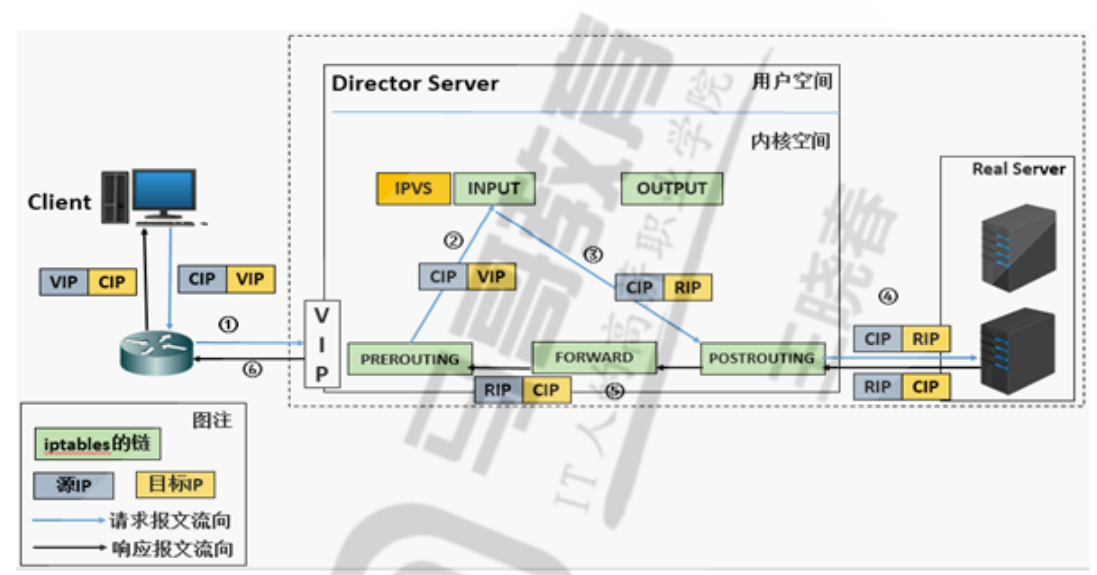 Director Server
用户空间
内核空间
IPVS
INPUT
OUTPUT
Real Server
Client
②
③
CIP VIP
CIP RIP
④
VIP CIP
CIP VIP
①
VIP
⑥
PREROUTING
FORWARD
POSTROUTING
CIP RIP
RIP CIP
⑤
RIP CIP
图注
iptables的链
源IP
目标IP
请求报文流向
响应报文流向
IT人的高薪职业学院
王晓春